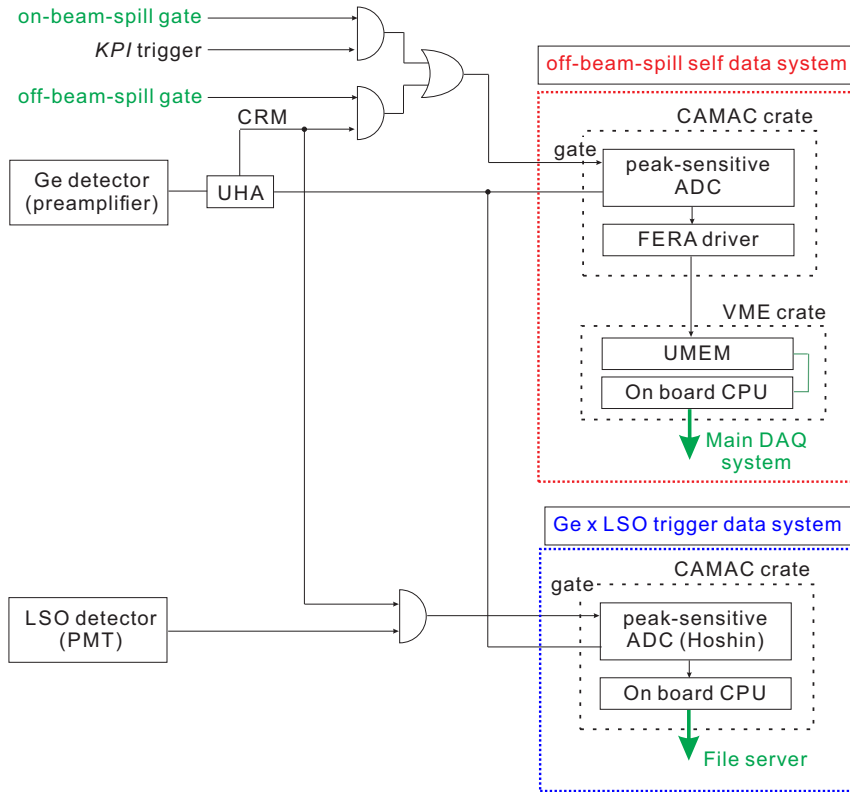 on-beam-spill gate
KPI trigger
off-beam-spill gate
CRM
Ge detector
(preamplifier)
UHA
off-beam-spill self data system
CAMAC crate
gate
peak-sensitive
ADC
FERA driver
VME crate
UMEM
On board CPU
Main DAQ
system
Ge x LSO trigger data system
CAMAC crate
gate
LSO detector
(PMT)
peak-sensitive
ADC (Hoshin)
On board CPU
File server